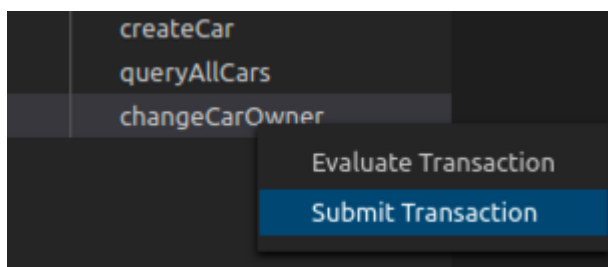 createCar
queryAllCars
changeCarOwner
Evaluate Transaction
Submit Transaction